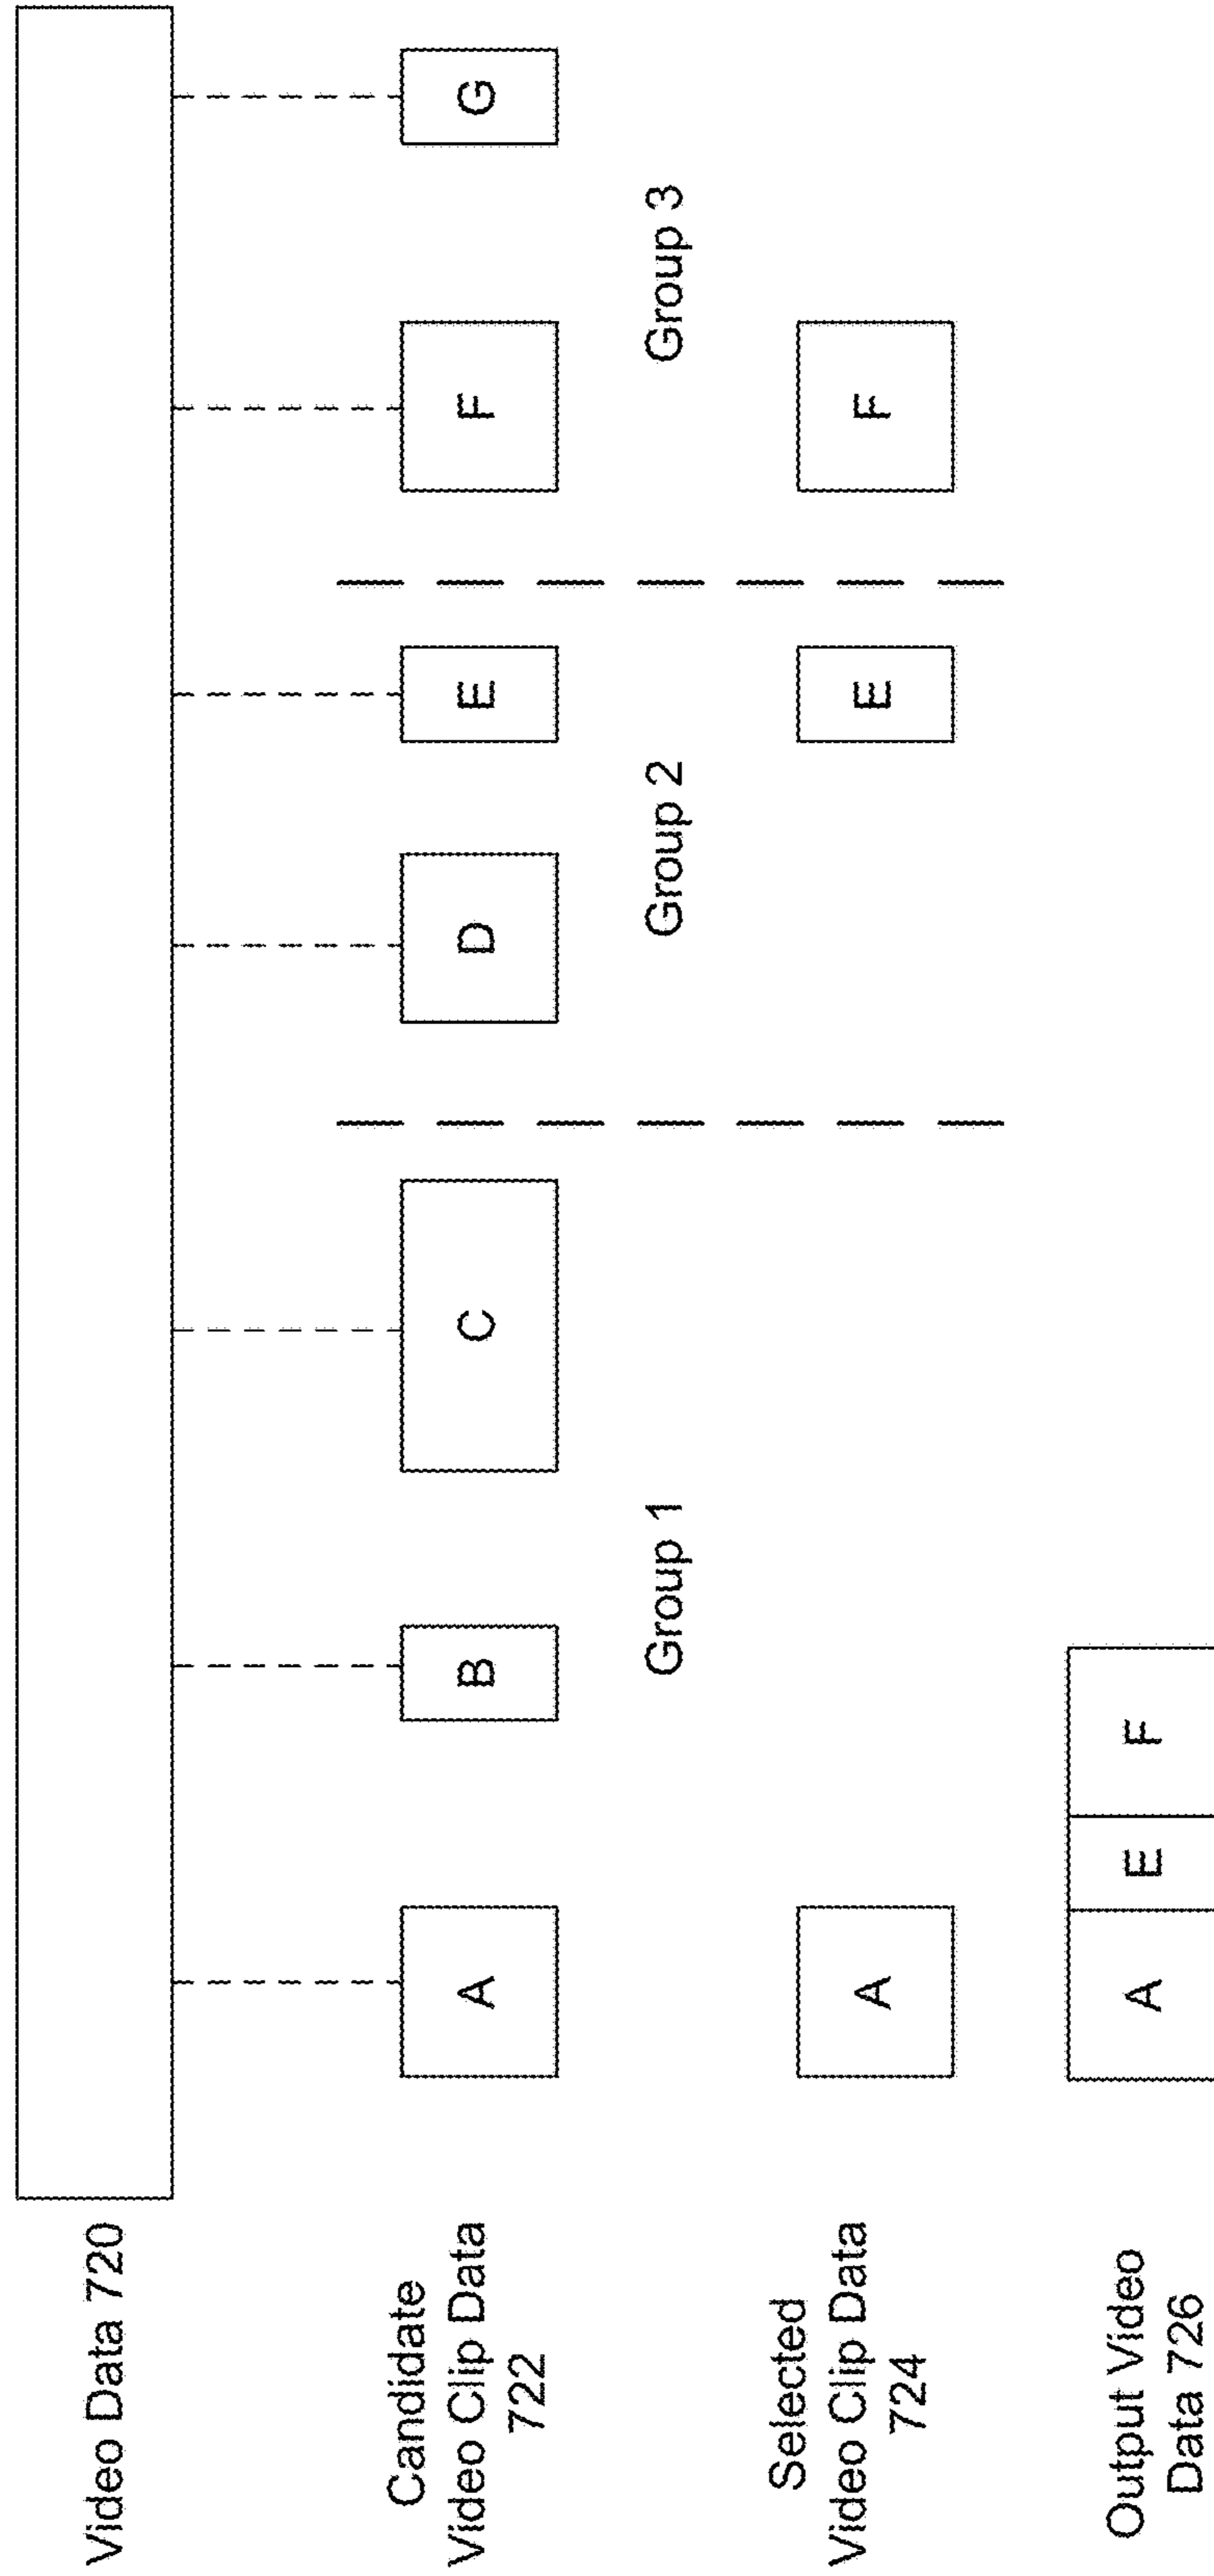 Video Data 720
Candidate
Video Clip Data
722
A
B
C
D
E
F
G
Group 1
Group 2
Group 3
Selected
Video Clip Data
724
A
E
F
Output Video
Data 726
A
E
F